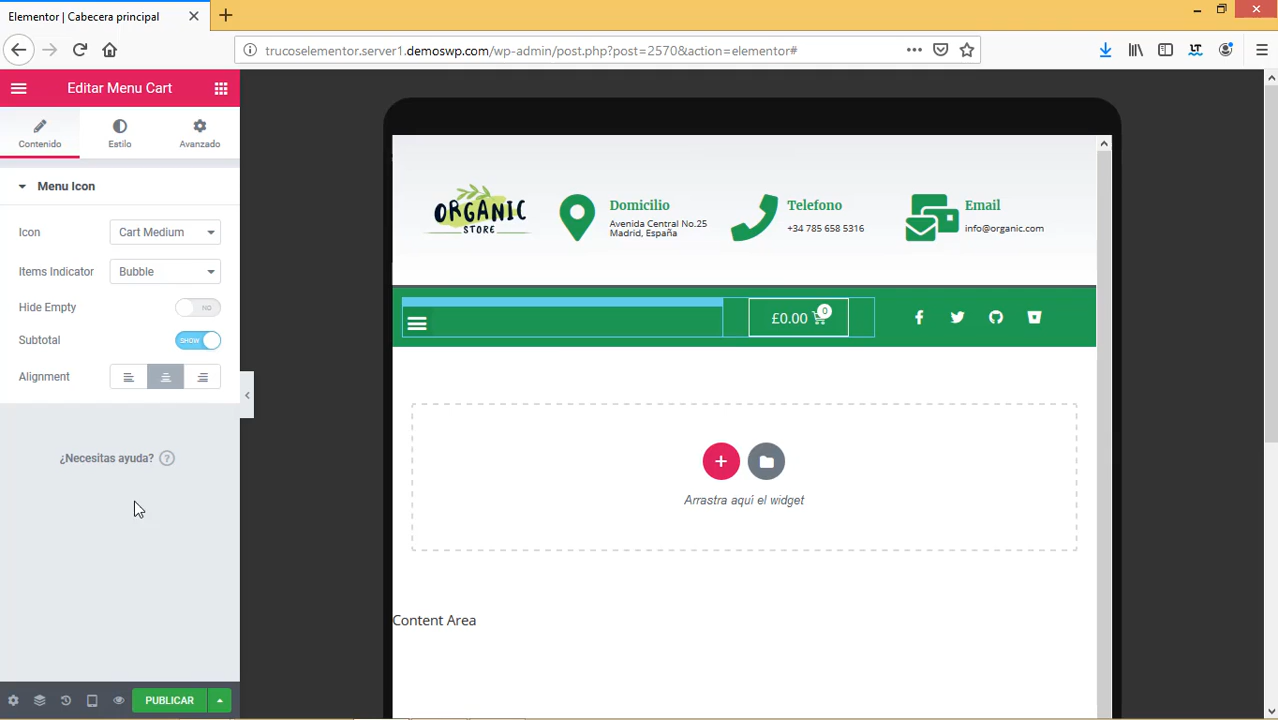 Elementor | Cabecera principal
trucoselementor.server1.demoswp.com/wp-admin/post.php?post=2570&action=elementor#
Editar Menu Cart
Contenido
Estilo
Avanzado
Menu Icon
Icon
Cart Medium
Items Indicator
Bubble
Hide Empty
NO
Subtotal
SHOW
Alignment
¿Necesitas ayuda?
PUBLICAR
ORGANIC
STORE
Domicilio
Avenida Central No.25
Madrid, España
Telefono
+34 785 658 5316
Email
info@organic.com
£0.00
0
Arrastra aquí el widget
Content Area